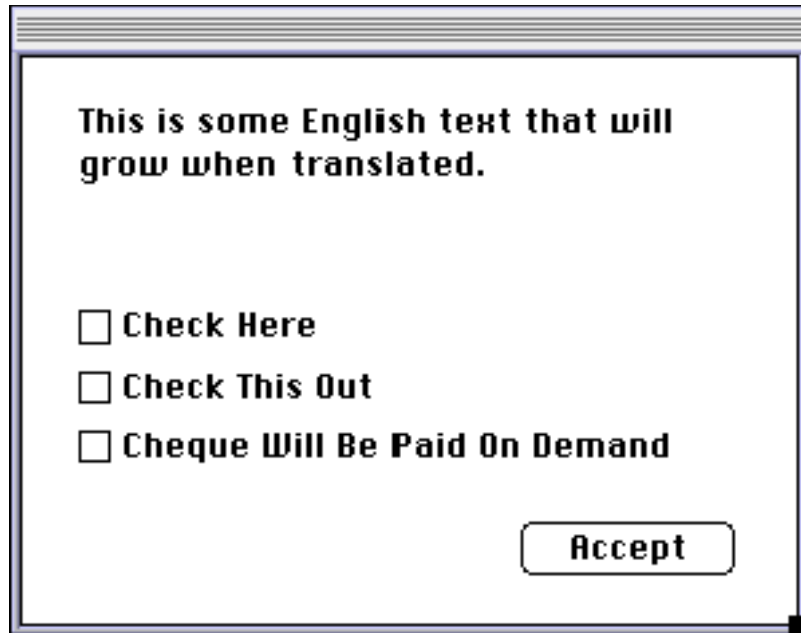 This is some English text that will
grow when translated.
Check Here
Check This Out
Cheque Will Be Paid On Demand
Accept